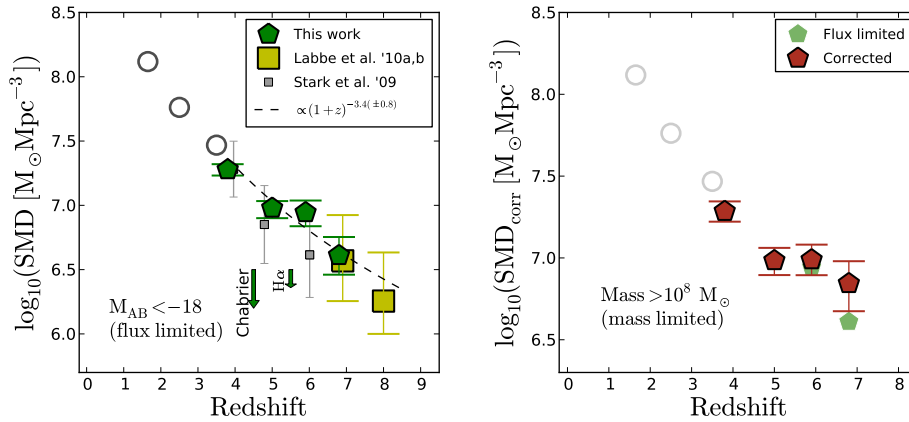 8.5
8.0
7.5
7.0
6.5
6.0
log10(SMD [M⊙Mpc−3])
This work
Labbe et al. '10a,b
Stark et al. '09
∝(1+z)−3.4(±0.8)
Chabrier
Hα
MAB<−18
(flux limited)
0 1 2 3 4 5 6 7 8 9
Redshift
8.5
8.0
7.5
7.0
6.5
log10(SMDcorr [M⊙Mpc−3])
Flux limited
Corrected
Mass>10^8 M⊙
(mass limited)
0 1 2 3 4 5 6 7 8
Redshift